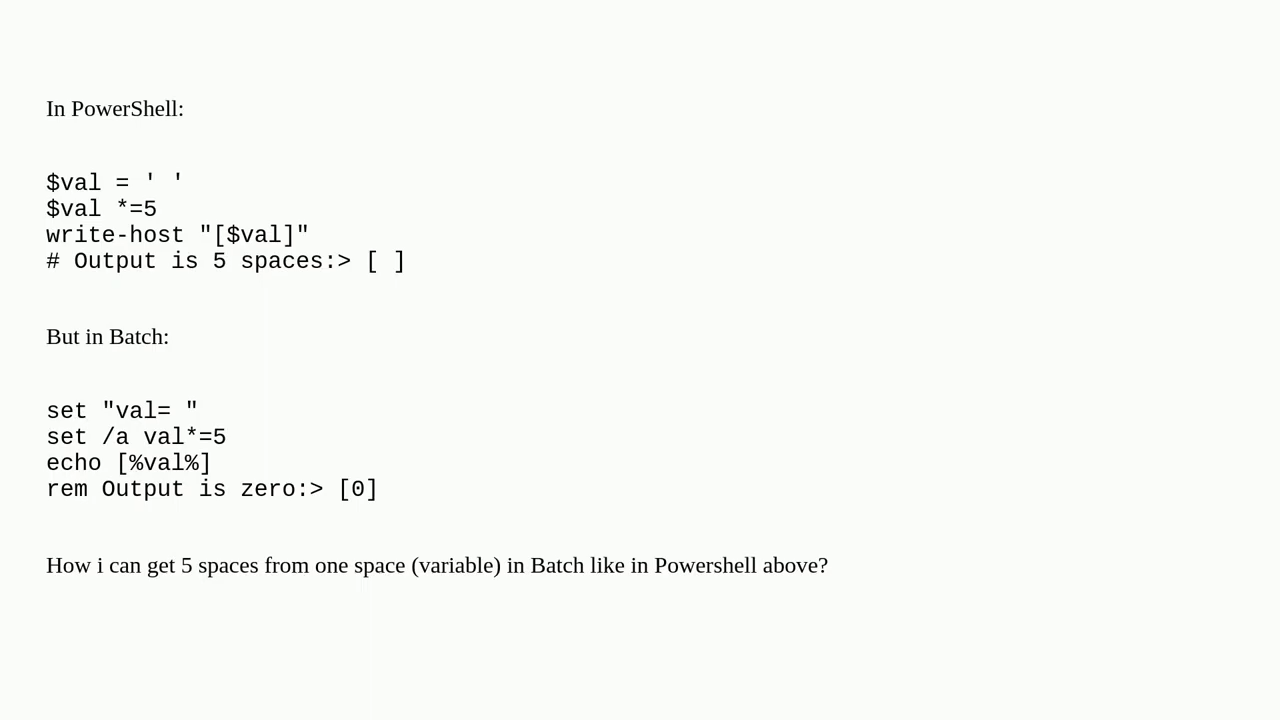 In PowerShell:
$val = ' '
$val *=5
write-host "[$val]"
# Output is 5 spaces:> [ ]
But in Batch:
set "val= "
set /a val*=5
echo [%val%]
rem Output is zero:> [0]
How i can get 5 spaces from one space (variable) in Batch like in Powershell above?